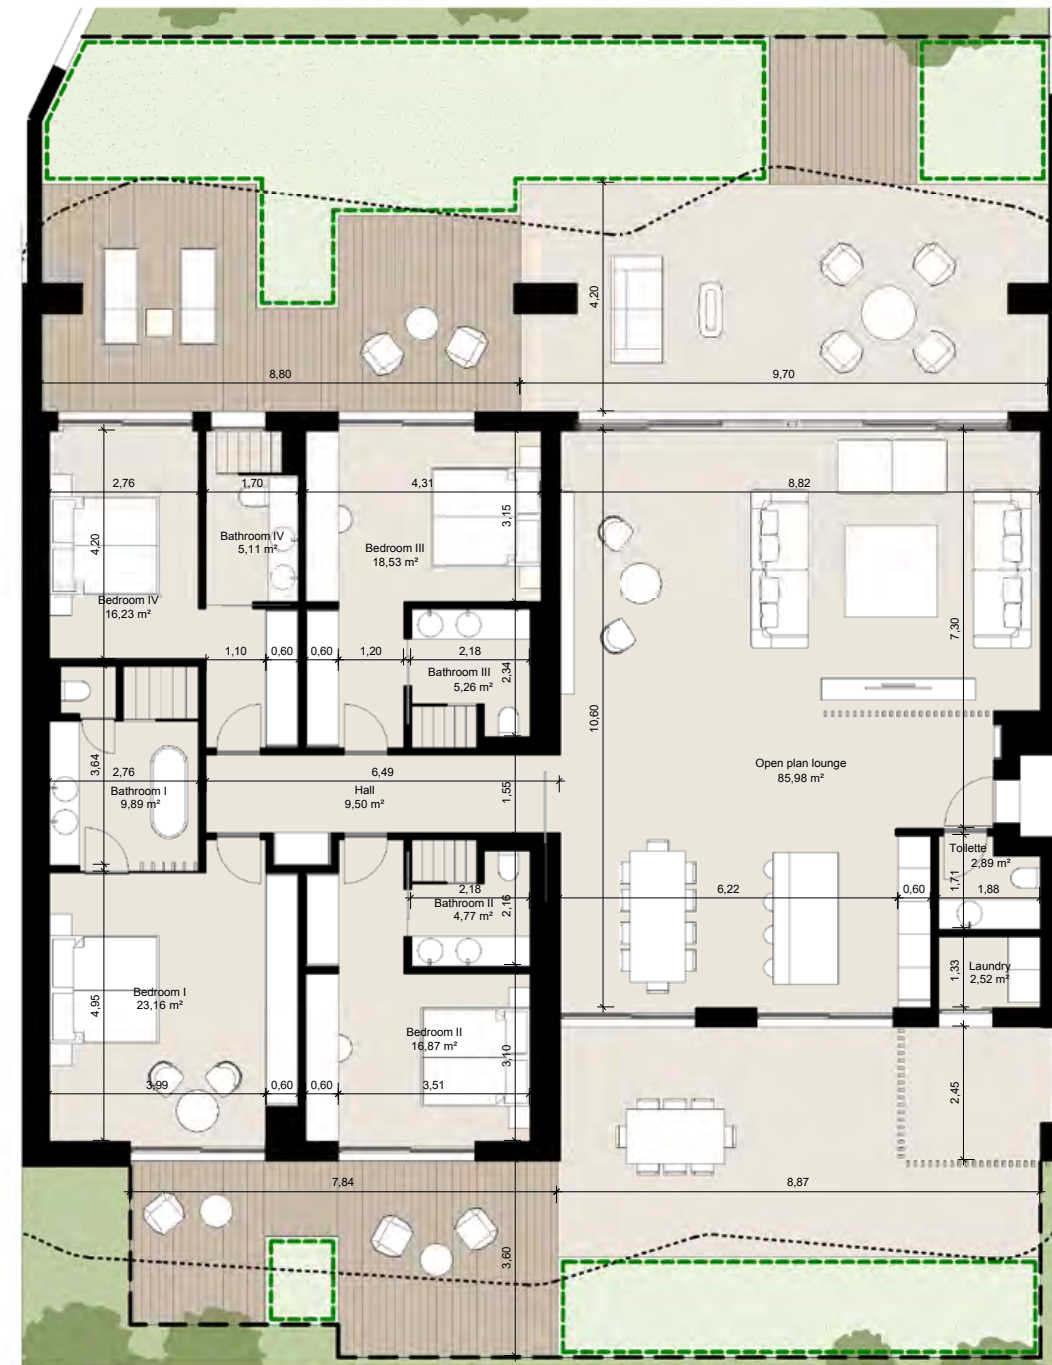 4,20
8,80
9,70
2,76
1,70
4,31
8,82
4,20
Bathroom IV
5,11 m²
3,15
Bedroom III
18,53 m²
Bedroom IV
16,23 m²
7,30
1,10
0,60
0,60
1,20
2,18
Bathroom III
5,26 m²
2,34
10,60
3,64
2,76
Bathroom I
9,89 m²
6,49
Hall
9,50 m²
1,55
Open plan lounge
85,98 m²
Toilette
2,89 m²
1,71
1,88
2,18
Bathroom II
4,77 m²
2,16
6,22
0,60
Laundry
2,52 m²
1,33
4,95
Bedroom I
23,16 m²
Bedroom II
16,87 m²
3,10
3,99
0,60
0,60
3,51
2,45
7,84
8,87
3,60